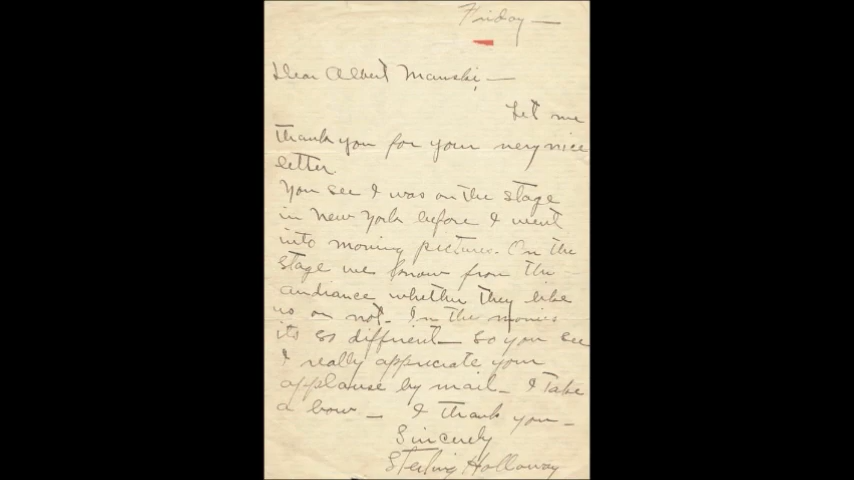 Friday —
Dear Albert Manski, —
Let me
thank you for your very nice
letter.
You see I was on the stage
in New York before I went
into moving pictures. On the
stage we know from the
audiance whether they like
us or not. In the movies
its so diffrent — So you see
I really appriciate your
applause by mail — I take
a bow — I thank you —
Sincerely
Sterling Holloway